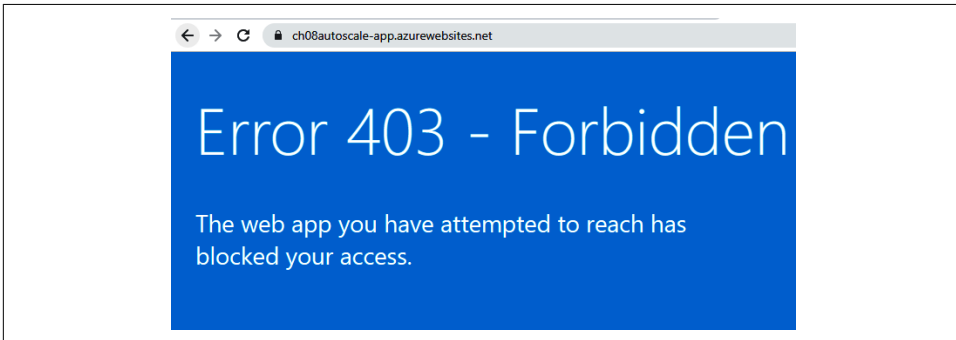 ch08autoscale-app.azurewebsites.net
Error 403 - Forbidden
The web app you have attempted to reach has
blocked your access.